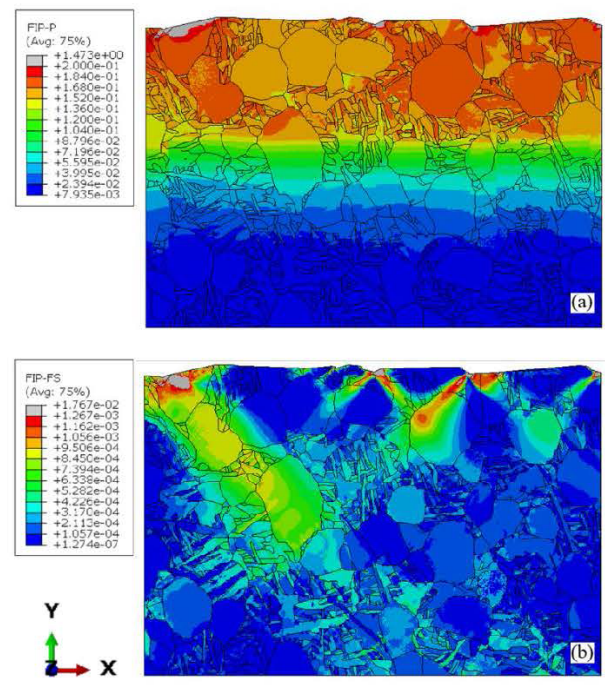 FIP-P
(Avg: 75%)
+1.473e+00
+2.000e-01
+1.840e-01
+1.680e-01
+1.520e-01
+1.360e-01
+1.200e-01
+1.040e-01
+8.796e-02
+7.196e-02
+5.595e-02
+3.995e-02
+2.394e-02
+7.935e-03
(a)
FIP-FS
(Avg: 75%)
+1.767e-02
+1.267e-03
+1.162e-03
+1.056e-03
+9.506e-04
+8.450e-04
+7.394e-04
+6.338e-04
+5.282e-04
+4.226e-04
+3.170e-04
+2.113e-04
+1.057e-04
+1.274e-07
(b)
Y
Z X